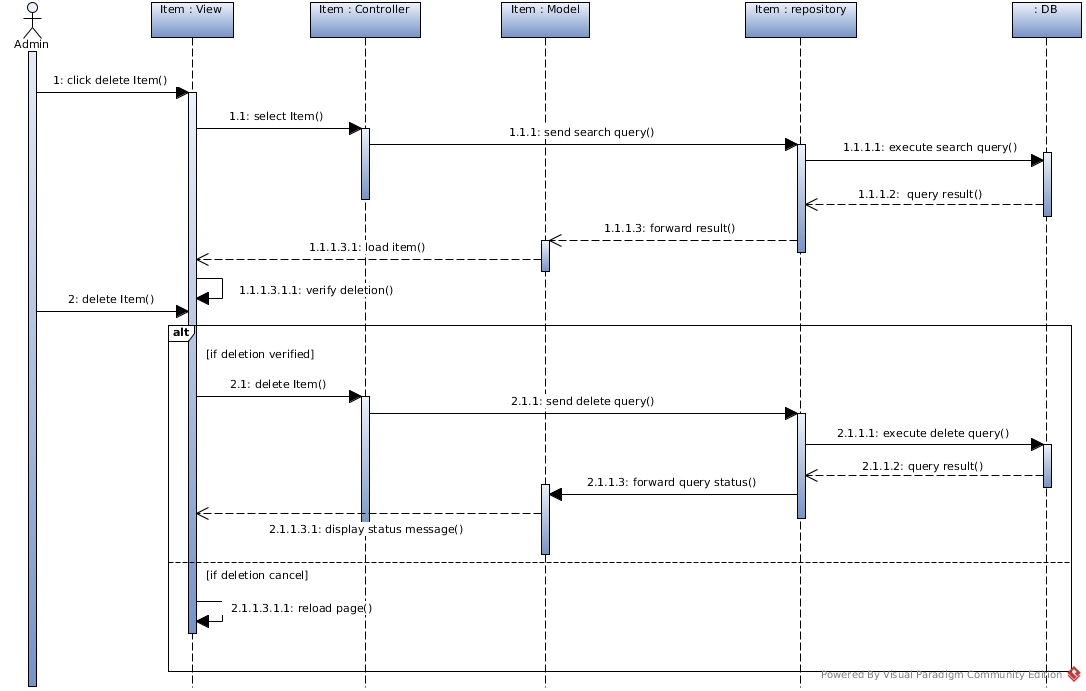 Item : View
Item : Controller
Item : Model
Item : repository
: DB
Admin
1: click delete Item()
1.1: select Item()
1.1.1: send search query()
1.1.1.1: execute search query()
1.1.1.2:  query result()
1.1.1.3: forward result()
1.1.1.3.1: load item()
1.1.1.3.1.1: verify deletion()
2: delete Item()
alt
[if deletion verified]
2.1: delete Item()
2.1.1: send delete query()
2.1.1.1: execute delete query()
2.1.1.2: query result()
2.1.1.3: forward query status()
2.1.1.3.1: display status message()
[if deletion cancel]
2.1.1.3.1.1: reload page()
Powered By Visual Paradigm Community Edition